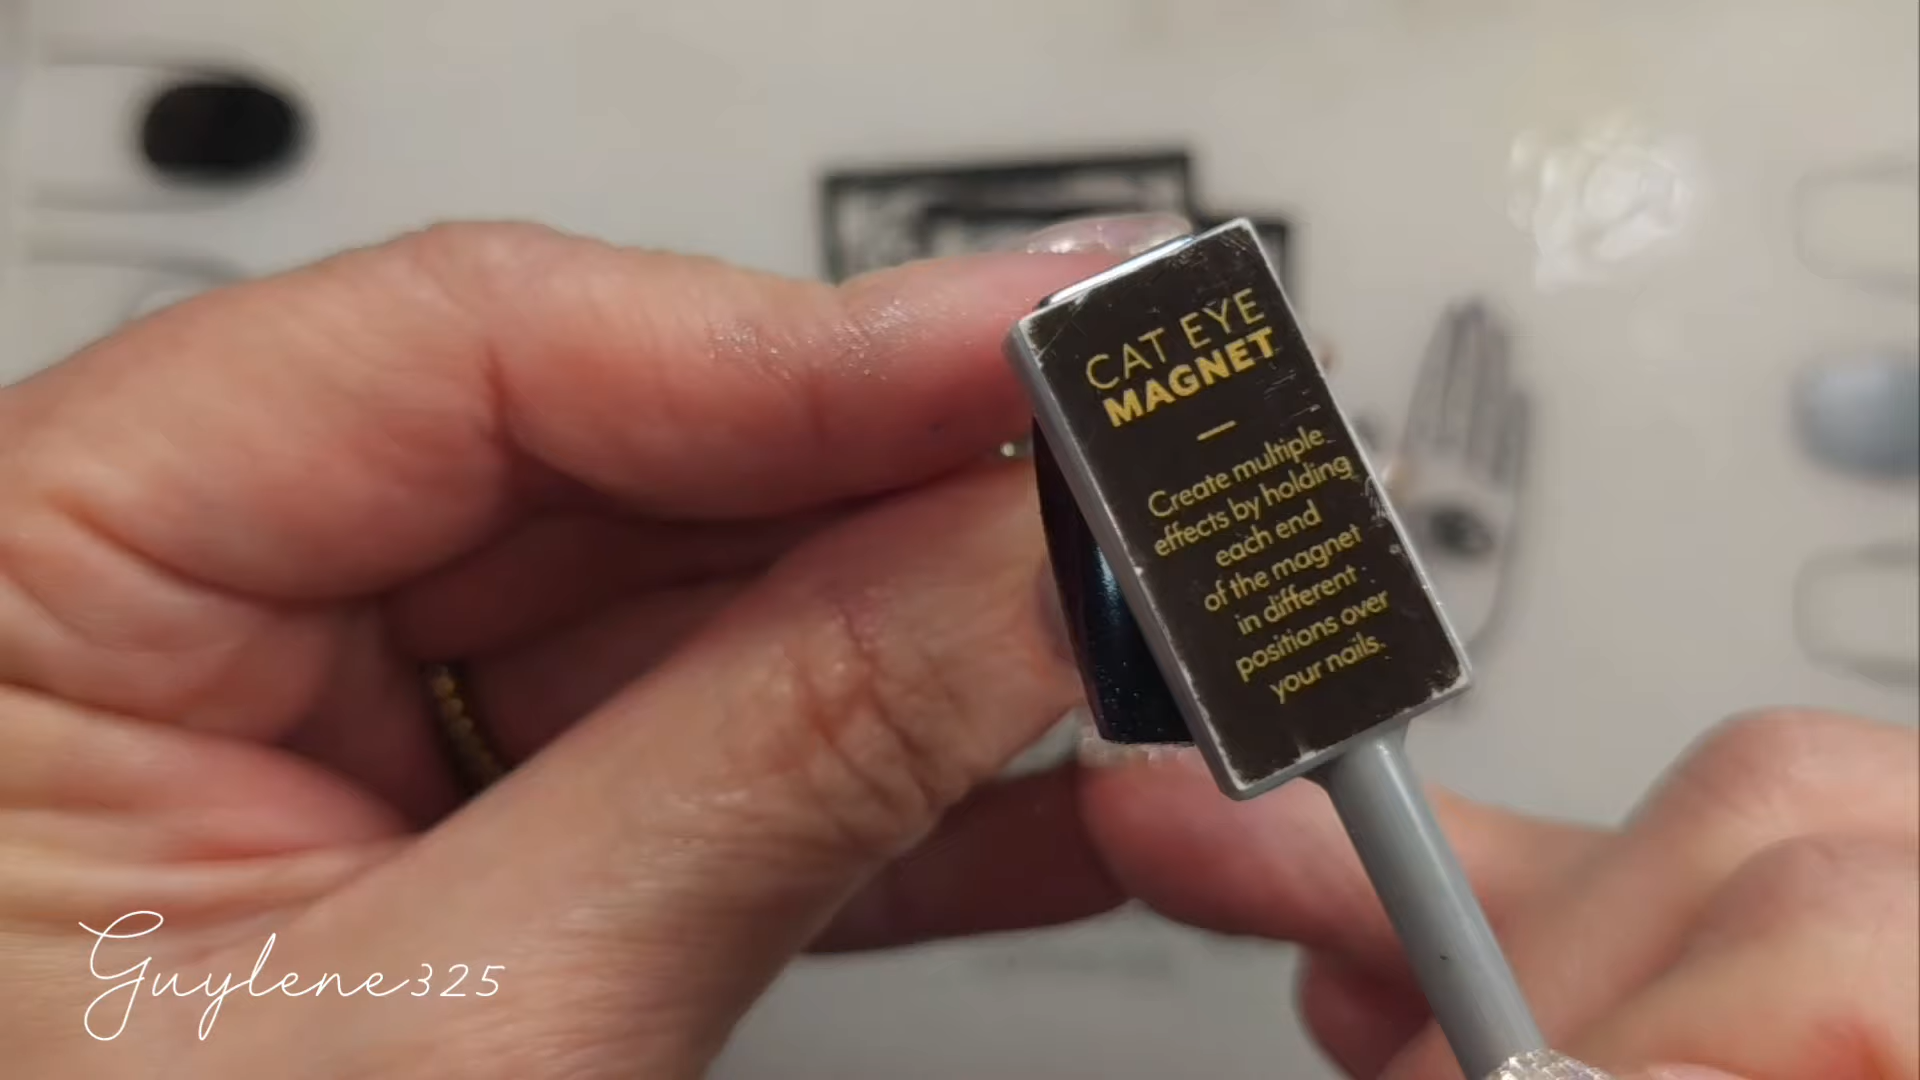 CAT EYE
MAGNET
Create multiple
effects by holding
each end
of the magnet
in different
positions over
your nails.
Guylene325